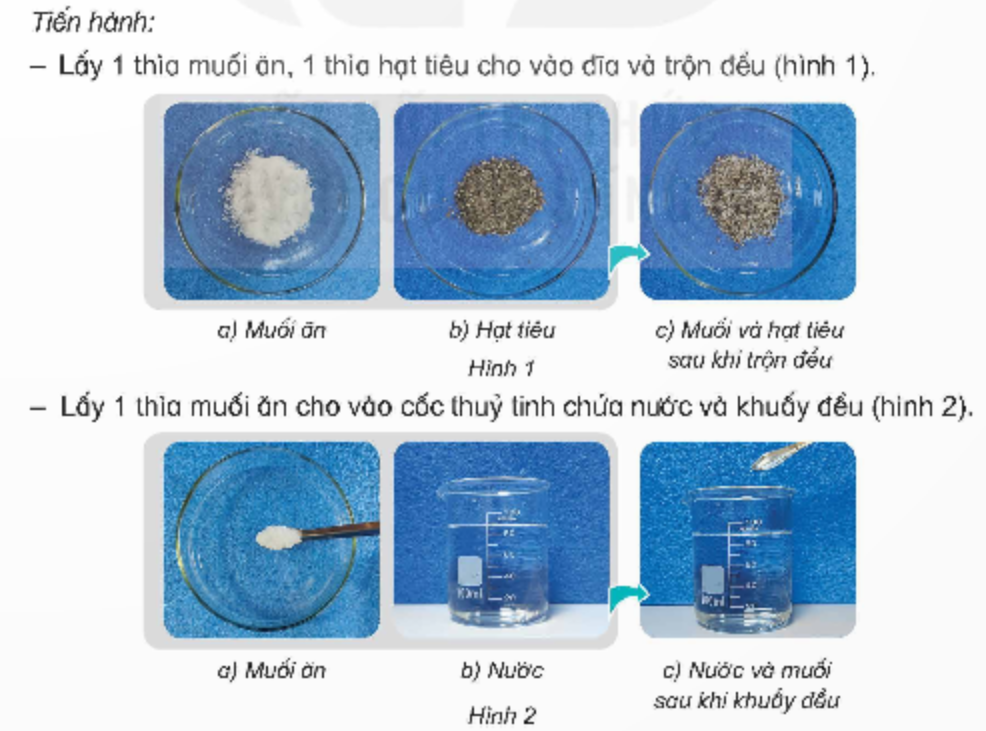 Tiến hành:
– Lấy 1 thìa muối ăn, 1 thìa hạt tiêu cho vào đĩa và trộn đều (hình 1).
a) Muối ăn
b) Hạt tiêu
c) Muối và hạt tiêu
sau khi trộn đều
Hình 1
– Lấy 1 thìa muối ăn cho vào cốc thuỷ tinh chứa nước và khuấy đều (hình 2).
a) Muối ăn
b) Nước
c) Nước và muối
sau khi khuấy đều
Hình 2